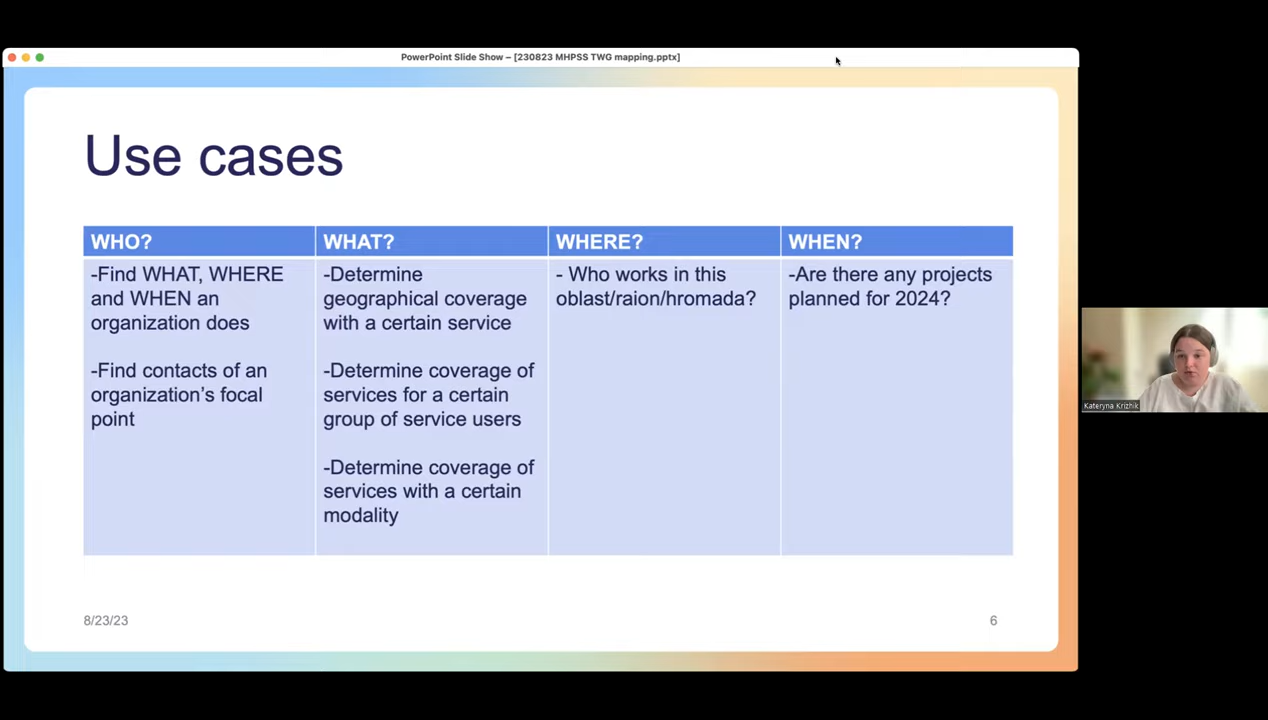 PowerPoint Slide Show – [230823 MHPSS TWG mapping.pptx]
Use cases
WHO?
-Find WHAT, WHERE
and WHEN an
organization does
-Find contacts of an
organization's focal
point
WHAT?
-Determine
geographical coverage
with a certain service
-Determine coverage of
services for a certain
group of service users
-Determine coverage of
services with a certain
modality
WHERE?
- Who works in this
oblast/raion/hromada?
WHEN?
-Are there any projects
planned for 2024?
8/23/23
6
Kateryna Krizhik